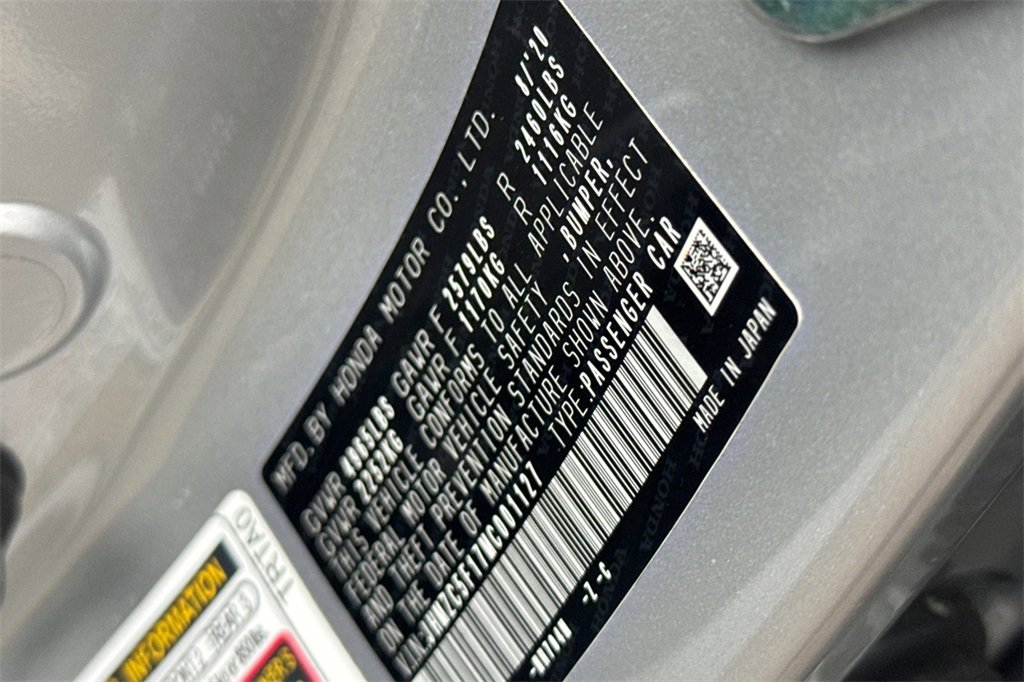 MFD. BY HONDA MOTOR CO.,LTD. 8/'20
GVWR GAWR F 2579LBS R 2460LBS
GVWR 2252KG GAWR F 1170KG R 1116KG
THIS VEHICLE CONFORMS TO ALL APPLICABLE
FEDERAL MOTOR VEHICLE SAFETY ,BUMPER,
AND THEFT PREVENTION STANDARDS IN EFFECT
ON THE DATE OF MANUFACTURE SHOWN ABOVE.
TYPE:PASSENGER CAR
MADE IN JAPAN
TRTA0
INFORMATION